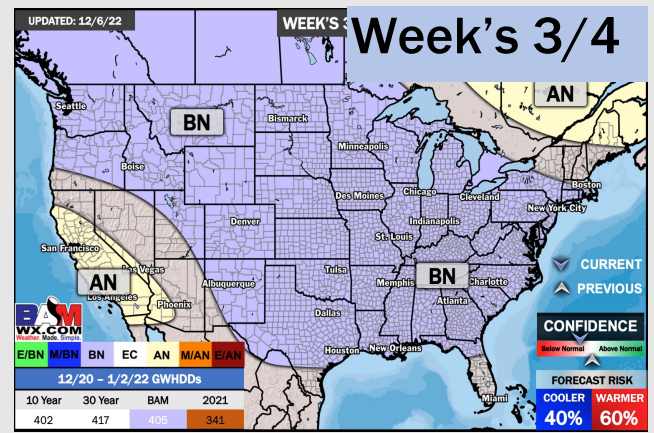 UPDATED: 12/6/22
WEEK'S 3
Week's 3/4
AN
Seattle
BN
Bismarck
Minneapolis
Boise
Boston
Des Moines
Chicago
Cleveland
New York City
Denver
Indianapolis
San Francisco
St. Louis
Las Vegas
Tulsa
Memphis
BN
Charlotte
AN
Albuquerque
Los Angeles
Phoenix
Atlanta
Dallas
Houston
New Orleans
Miami
CURRENT
PREVIOUS
CONFIDENCE
Below Normal
Above Normal
FORECAST RISK
COOLER
WARMER
40%
60%
BAM
WX.COM
Weather. Made. Simple.
E/BN M/BN BN EC AN M/AN E/AN
12/20 – 1/2/22 GWHDDs
10 Year 30 Year BAM 2021
402 417 405 341